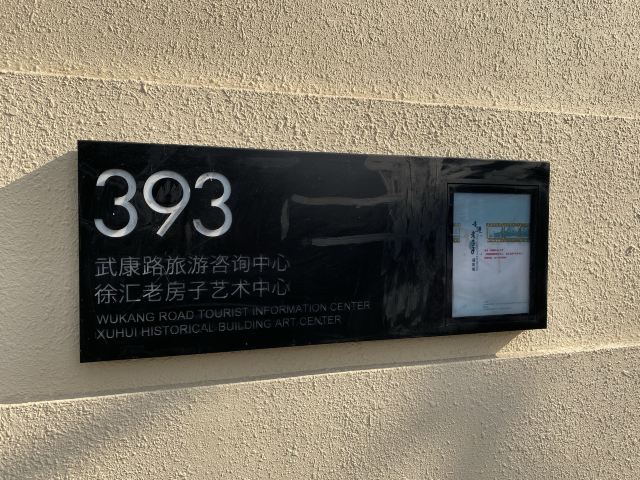 393
武康路旅游咨询中心
徐汇老房子艺术中心
WUKANG ROAD TOURIST INFORMATION CENTER
XUHUI HISTORICAL BUILDING ART CENTER